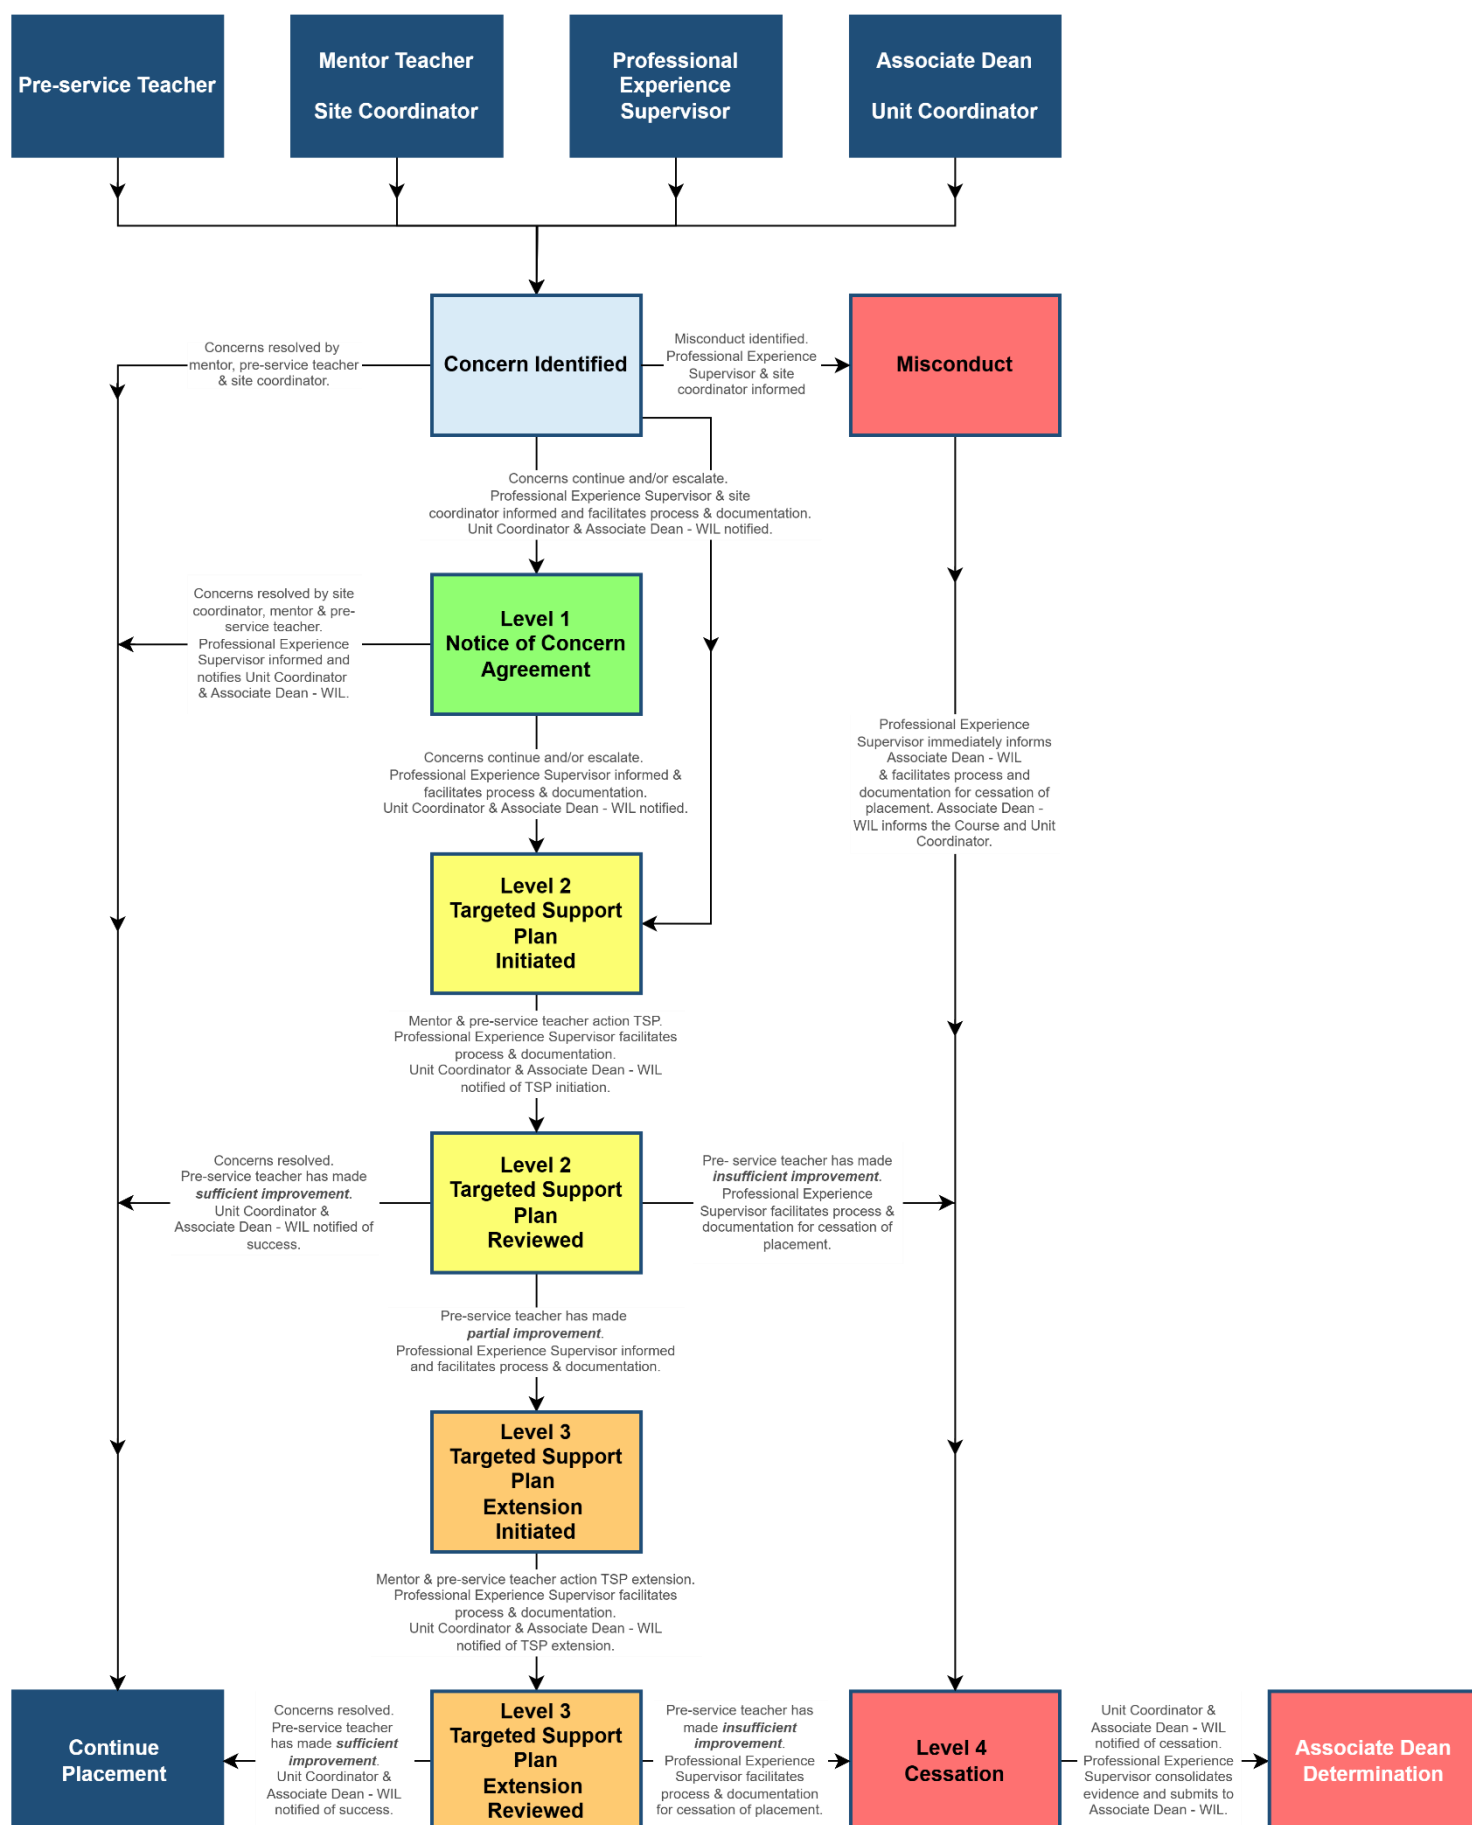 Pre-service Teacher
Mentor Teacher
Site Coordinator
Professional
Experience
Supervisor
Associate Dean
Unit Coordinator
Concerns resolved by
mentor, pre-service teacher
& site coordinator.
Concern Identified
Misconduct identified.
Professional Experience
Supervisor & site
coordinator informed
Misconduct
Concerns continue and/or escalate.
Professional Experience Supervisor & site
coordinator informed and facilitates process & documentation.
Unit Coordinator & Associate Dean - WIL notified.
Concerns resolved by site
coordinator, mentor & pre-
service teacher.
Professional Experience
Supervisor informed and
notifies Unit Coordinator
& Associate Dean - WIL.
Level 1
Notice of Concern
Agreement
Concerns continue and/or escalate.
Professional Experience Supervisor informed &
facilitates process & documentation.
Unit Coordinator & Associate Dean - WIL notified.
Professional Experience
Supervisor immediately informs
Associate Dean - WIL
& facilitates process and
documentation for cessation of
placement. Associate Dean -
WIL informs the Course and Unit
Coordinator.
Level 2
Targeted Support
Plan
Initiated
Mentor & pre-service teacher action TSP.
Professional Experience Supervisor facilitates
process & documentation.
Unit Coordinator & Associate Dean - WIL
notified of TSP initiation.
Concerns resolved.
Pre-service teacher has made
sufficient improvement.
Unit Coordinator &
Associate Dean - WIL notified of
success.
Level 2
Targeted Support
Plan
Reviewed
Pre- service teacher has made
insufficient improvement.
Professional Experience
Supervisor facilitates process &
documentation for cessation of
placement.
Pre-service teacher has made
partial improvement.
Professional Experience Supervisor informed
and facilitates process & documentation.
Level 3
Targeted Support
Plan
Extension
Initiated
Mentor & pre-service teacher action TSP extension.
Professional Experience Supervisor facilitates
process & documentation.
Unit Coordinator & Associate Dean - WIL
notified of TSP extension.
Continue
Placement
Concerns resolved.
Pre-service teacher
has made sufficient
improvement.
Unit Coordinator &
Associate Dean - WIL
notified of success.
Level 3
Targeted Support
Plan
Extension
Reviewed
Pre-service teacher has
made insufficient
improvement.
Professional Experience
Supervisor facilitates
process & documentation
for cessation of placement.
Level 4
Cessation
Unit Coordinator &
Associate Dean - WIL
notified of cessation.
Professional Experience
Supervisor consolidates
evidence and submits to
Associate Dean - WIL.
Associate Dean
Determination